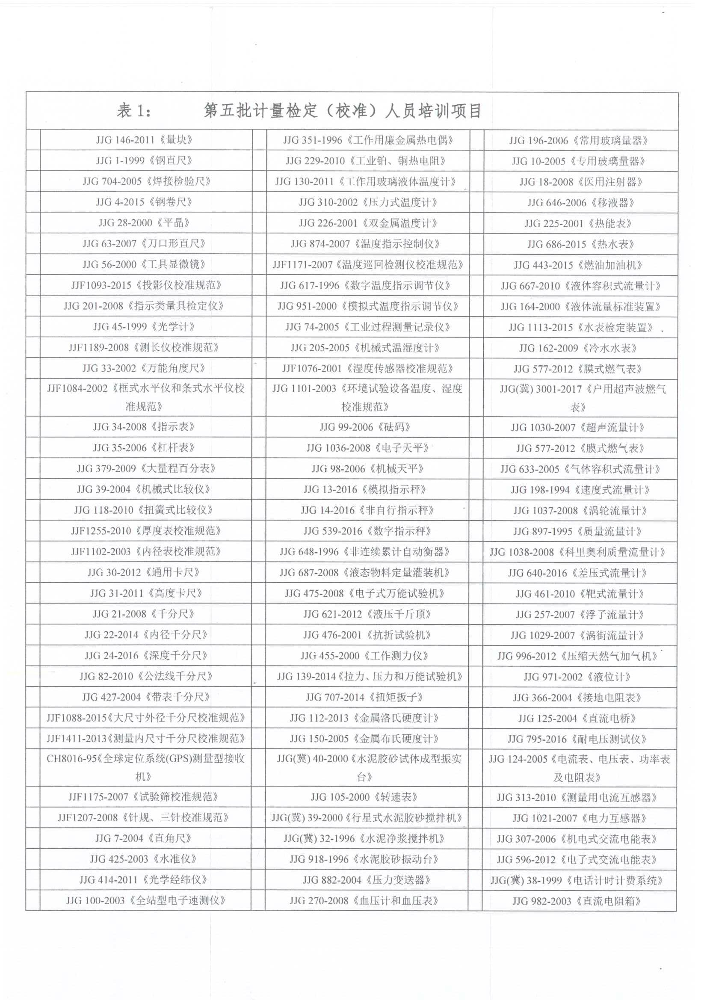 表 1： 第五批计量检定（校准）人员培训项目
JJG 146-2011《量块》 JJG 351-1996《工作用廉金属热电偶》 JJG 196-2006《常用玻璃量器》
JJG 1-1999《钢直尺》 JJG 229-2010《工业铂、铜热电阻》 JJG 10-2005《专用玻璃量器》
JJG 704-2005《焊接检验尺》 JJG 130-2011《工作用玻璃液体温度计》 JJG 18-2008《医用注射器》
JJG 4-2015《钢卷尺》 JJG 310-2002《压力式温度计》 JJG 646-2006《移液器》
JJG 28-2000《平晶》 JJG 226-2001《双金属温度计》 JJG 225-2001《热能表》
JJG 63-2007《刀口形直尺》 JJG 874-2007《温度指示控制仪》 JJG 686-2015《热水表》
JJG 56-2000《工具显微镜》 JJF1171-2007《温度巡回检测仪校准规范》 JJG 443-2015《燃油加油机》
JJF1093-2015《投影仪校准规范》 JJG 617-1996《数字温度指示调节仪》 JJG 667-2010《液体容积式流量计》
JJG 201-2008《指示类量具检定仪》 JJG 951-2000《模拟式温度指示调节仪》 JJG 164-2000《液体流量标准装置》
JJG 45-1999《光学计》 JJG 74-2005《工业过程测量记录仪》 JJG 1113-2015《水表检定装置》
JJF1189-2008《测长仪校准规范》 JJG 205-2005《机械式温湿度计》 JJG 162-2009《冷水水表》
JJG 33-2002《万能角度尺》 JJF1076-2001《湿度传感器校准规范》 JJG 577-2012《膜式燃气表》
JJF1084-2002《框式水平仪和条式水平仪校 JJG 1101-2003《环境试验设备温度、湿度 JJG(冀) 3001-2017《户用超声波燃气
准规范》 校准规范》 表》
JJG 34-2008《指示表》 JJG 99-2006《砝码》 JJG 1030-2007《超声流量计》
JJG 35-2006《杠杆表》 JJG 1036-2008《电子天平》 JJG 577-2012《膜式燃气表》
JJG 379-2009《大量程百分表》 JJG 98-2006《机械天平》 JJG 633-2005《气体容积式流量计》
JJG 39-2004《机械式比较仪》 JJG 13-2016《模拟指示秤》 JJG 198-1994《速度式流量计》
JJG 118-2010《扭簧式比较仪》 JJG 14-2016《非自行指示秤》 JJG 1037-2008《涡轮流量计》
JJF1255-2010《厚度表校准规范》 JJG 539-2016《数字指示秤》 JJG 897-1995《质量流量计》
JJF1102-2003《内径表校准规范》 JJG 648-1996《非连续累计自动衡器》 JJG 1038-2008《科里奥利质量流量计》
JJG 30-2012《通用卡尺》 JJG 687-2008《液态物料定量灌装机》 JJG 640-2016《差压式流量计》
JJG 31-2011《高度卡尺》 JJG 475-2008《电子式万能试验机》 JJG 461-2010《靶式流量计》
JJG 21-2008《千分尺》 JJG 621-2012《液压千斤顶》 JJG 257-2007《浮子流量计》
JJG 22-2014《内径千分尺》 JJG 476-2001《抗折试验机》 JJG 1029-2007《涡街流量计》
JJG 24-2016《深度千分尺》 JJG 455-2000《工作测力仪》 JJG 996-2012《压缩天然气加气机》
JJG 82-2010《公法线千分尺》 JJG 139-2014《拉力、压力和万能试验机》 JJG 971-2002《液位计》
JJG 427-2004《带表千分尺》 JJG 707-2014《扭矩扳子》 JJG 366-2004《接地电阻表》
JJF1088-2015《大尺寸外径千分尺校准规范》 JJG 112-2013《金属洛氏硬度计》 JJG 125-2004《直流电桥》
JJF1411-2013《测量内尺寸千分尺校准规范》 JJG 150-2005《金属布氏硬度计》 JJG 795-2016《耐电压测试仪》
CH8016-95《全球定位系统(GPS)测量型接收 JJG(冀) 40-2000《水泥胶砂试体成型振实 JJG 124-2005《电流表、电压表、功率表
机》 台》 及电阻表》
JJF1175-2007《试验筛校准规范》 JJG 105-2000《转速表》 JJG 313-2010《测量用电流互感器》
JJF1207-2008《针规、三针校准规范》 JJG(冀) 39-2000《行星式水泥胶砂搅拌机》 JJG 1021-2007《电力互感器》
JJG 7-2004《直角尺》 JJG(冀) 32-1996《水泥净浆搅拌机》 JJG 307-2006《机电式交流电能表》
JJG 425-2003《水准仪》 JJG 918-1996《水泥胶砂振动台》 JJG 596-2012《电子式交流电能表》
JJG 414-2011《光学经纬仪》 JJG 882-2004《压力变送器》 JJG(冀) 38-1999《电话计时计费系统》
JJG 100-2003《全站型电子速测仪》 JJG 270-2008《血压计和血压表》 JJG 982-2003《直流电阻箱》